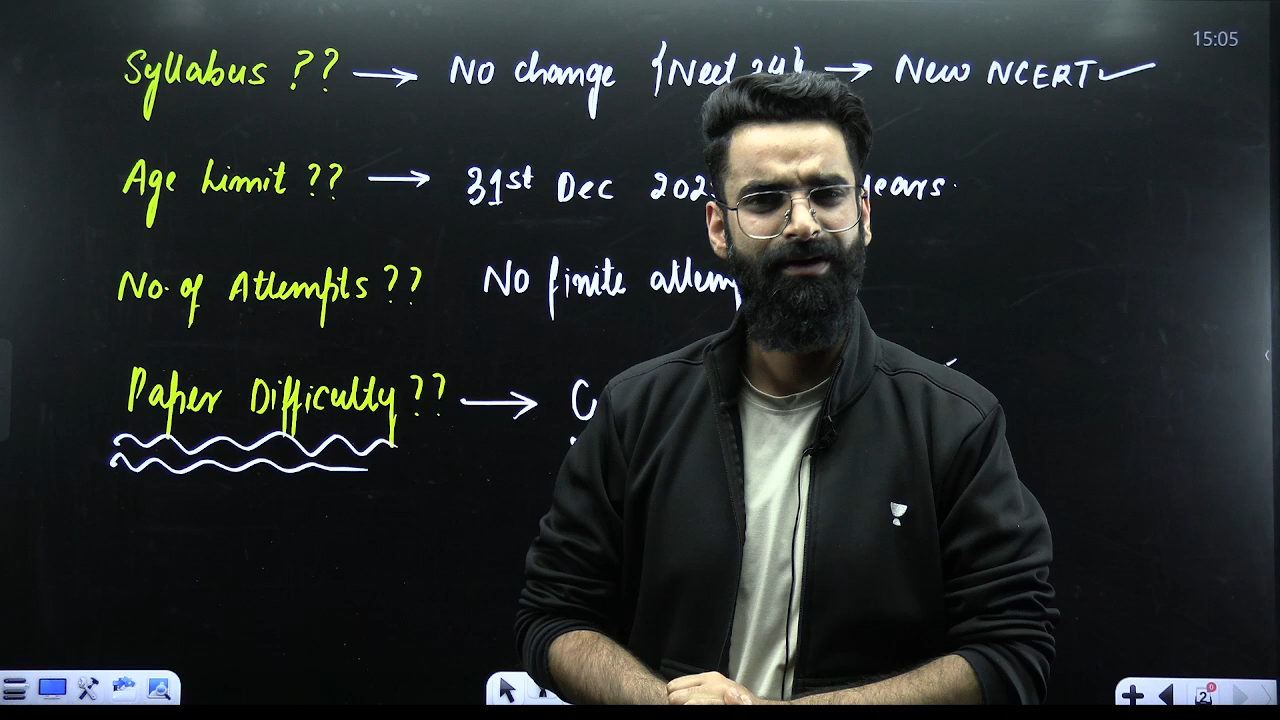 15:05
Syllabus ?? → No change {Neet 24} → New NCERT ✓
Age Limit ?? → 31st Dec years.
No. of Attempts ?? No finite
Paper Difficulty ?? →
2